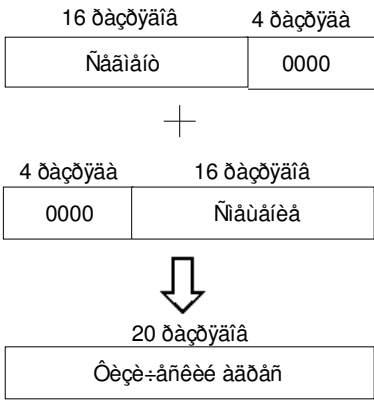 16 ðàçðÿäîâ 4 ðàçðÿäà
Ñåãìåíò 0000
+
4 ðàçðÿäà 16 ðàçðÿäîâ
0000 Ñìåùåíèå
20 ðàçðÿäîâ
Ôèçè÷åñêèé àäðåñ